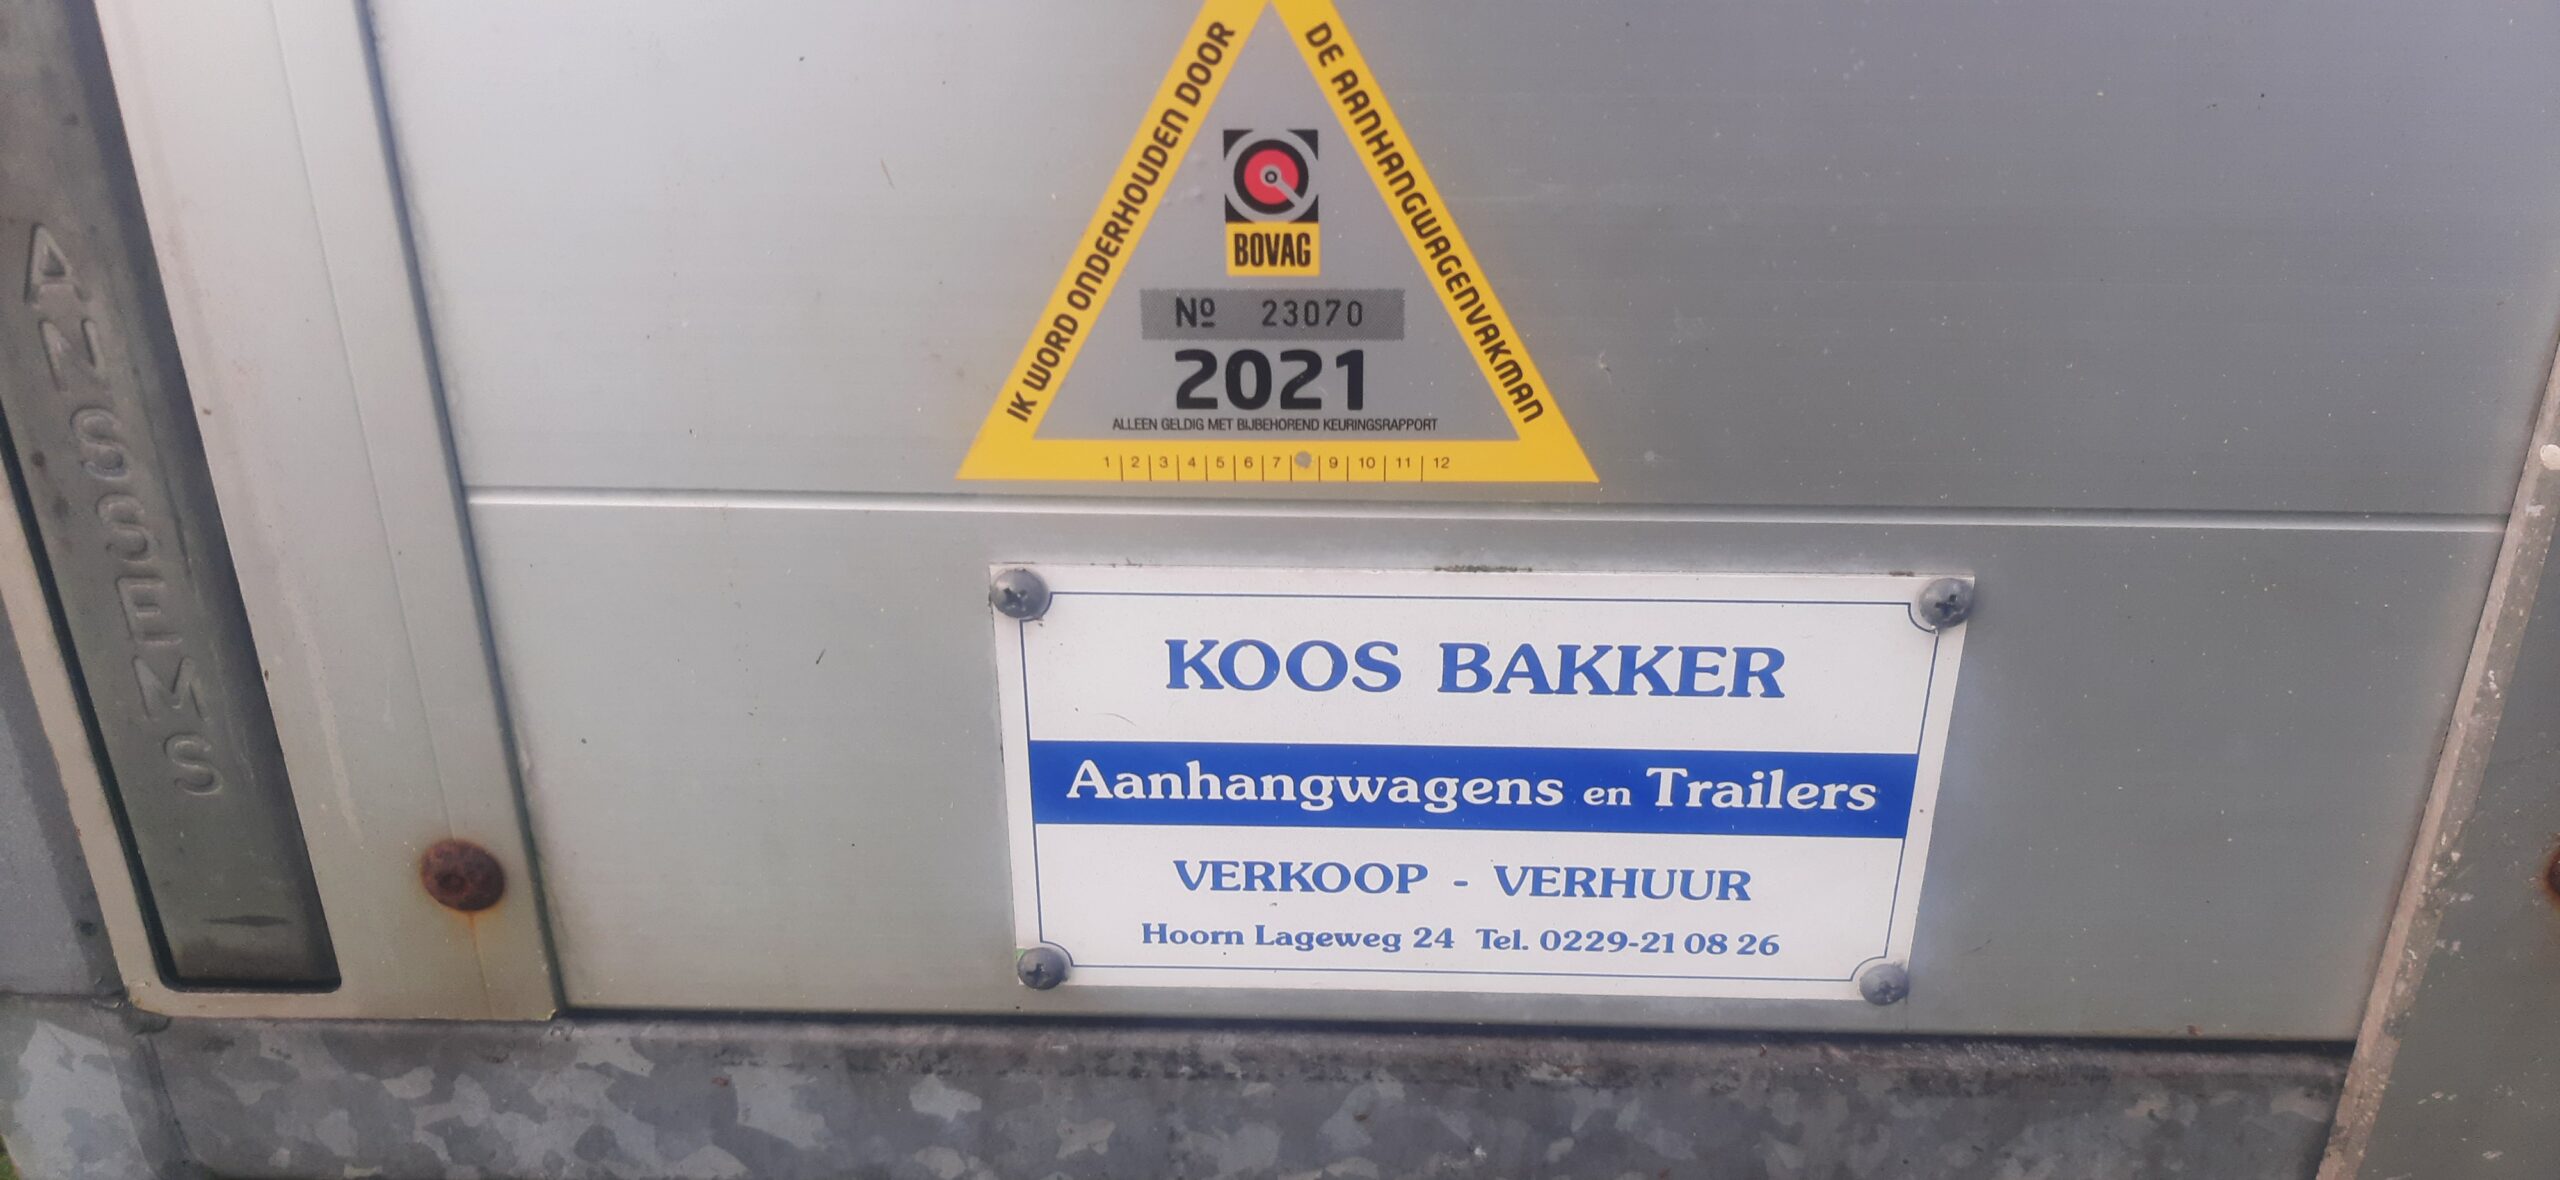 IK WORD ONDERHOUDEN DOOR
DE AANHANGWAGENVAKMAN
BOVAG
Nº 23070
2021
ALLEEN GELDIG MET BIJBEHOREND KEURINGSRAPPORT
1 2 3 4 5 6 7 9 10 11 12
ANSSEMS
KOOS BAKKER
Aanhangwagens en Trailers
VERKOOP - VERHUUR
Hoorn Lageweg 24 Tel. 0229-21 08 26